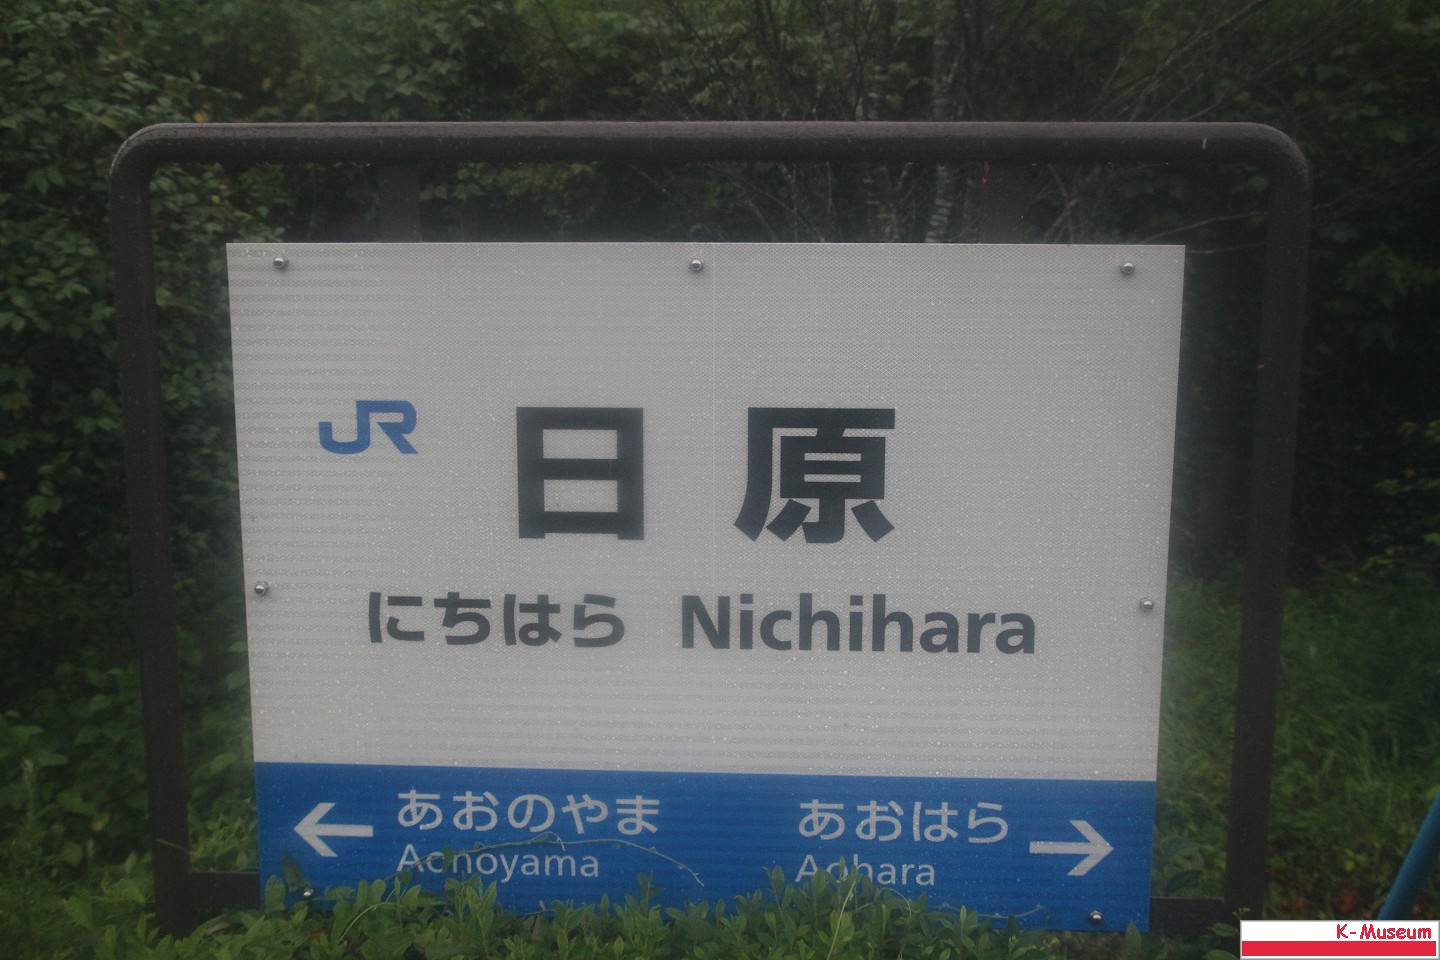 JR 日原
にちはら Nichihara
← あおのやま あおはら →
Aonoyama Aohara
K-Museum